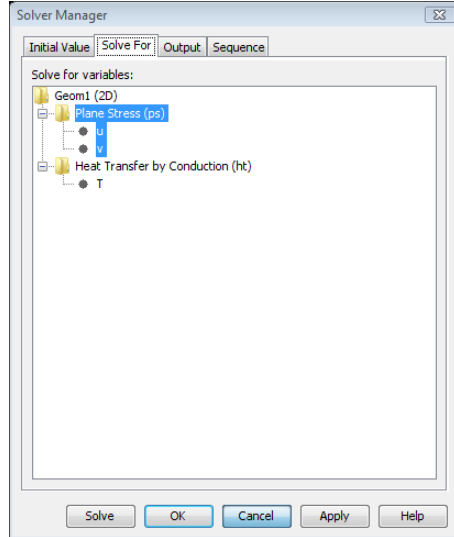 Solver Manager
Initial Value Solve For Output Sequence
Solve for variables:
Geom1 (2D)
Plane Stress (ps)
u
v
Heat Transfer by Conduction (ht)
T
Solve OK Cancel Apply Help